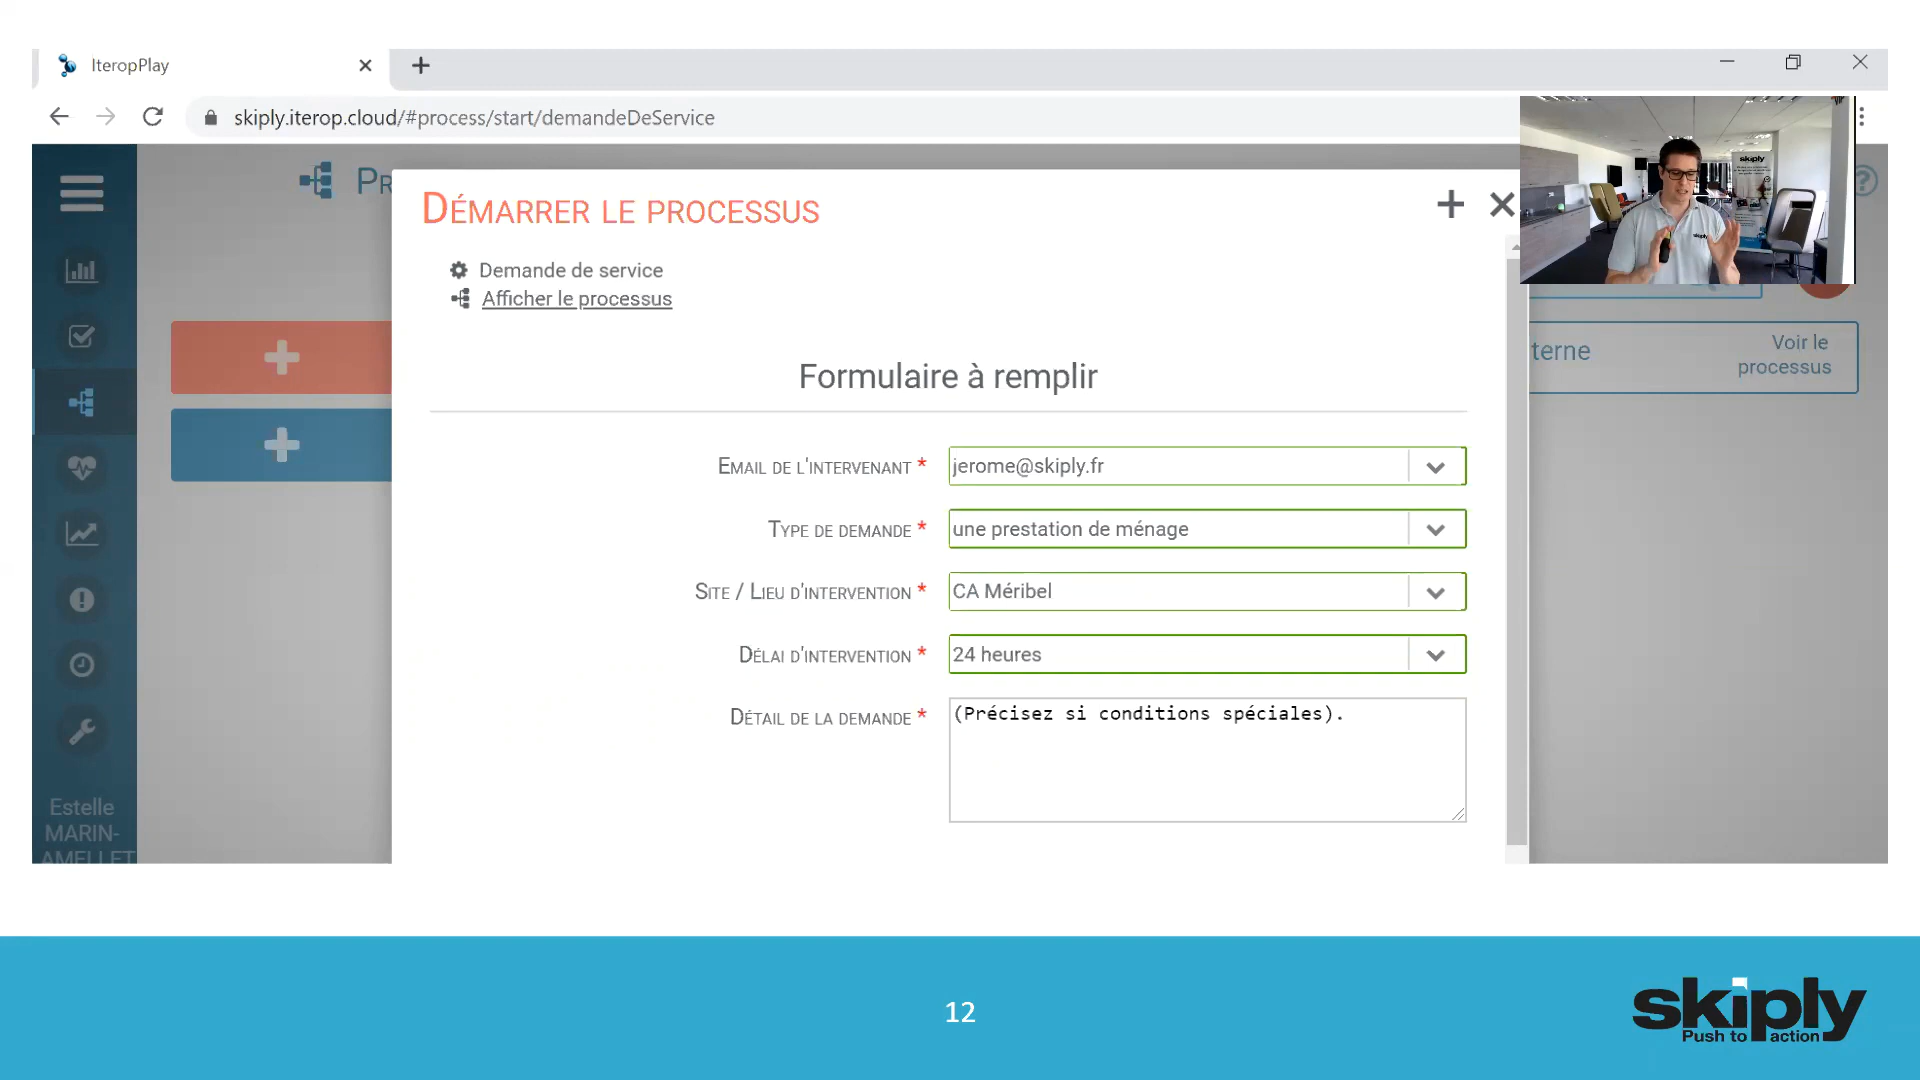 IteropPlay
skiply.iterop.cloud/#process/start/demandeDeService
DÉMARRER LE PROCESSUS
Demande de service
Afficher le processus
Formulaire à remplir
EMAIL DE L'INTERVENANT *
jerome@skiply.fr
TYPE DE DEMANDE *
une prestation de ménage
SITE / LIEU D'INTERVENTION *
CA Méribel
DÉLAI D'INTERVENTION *
24 heures
DÉTAIL DE LA DEMANDE *
(Précisez si conditions spéciales).
terne
Voir le
processus
Estelle
MARIN-
AMELLET
skiply
skiply
12
skiply
Push to action